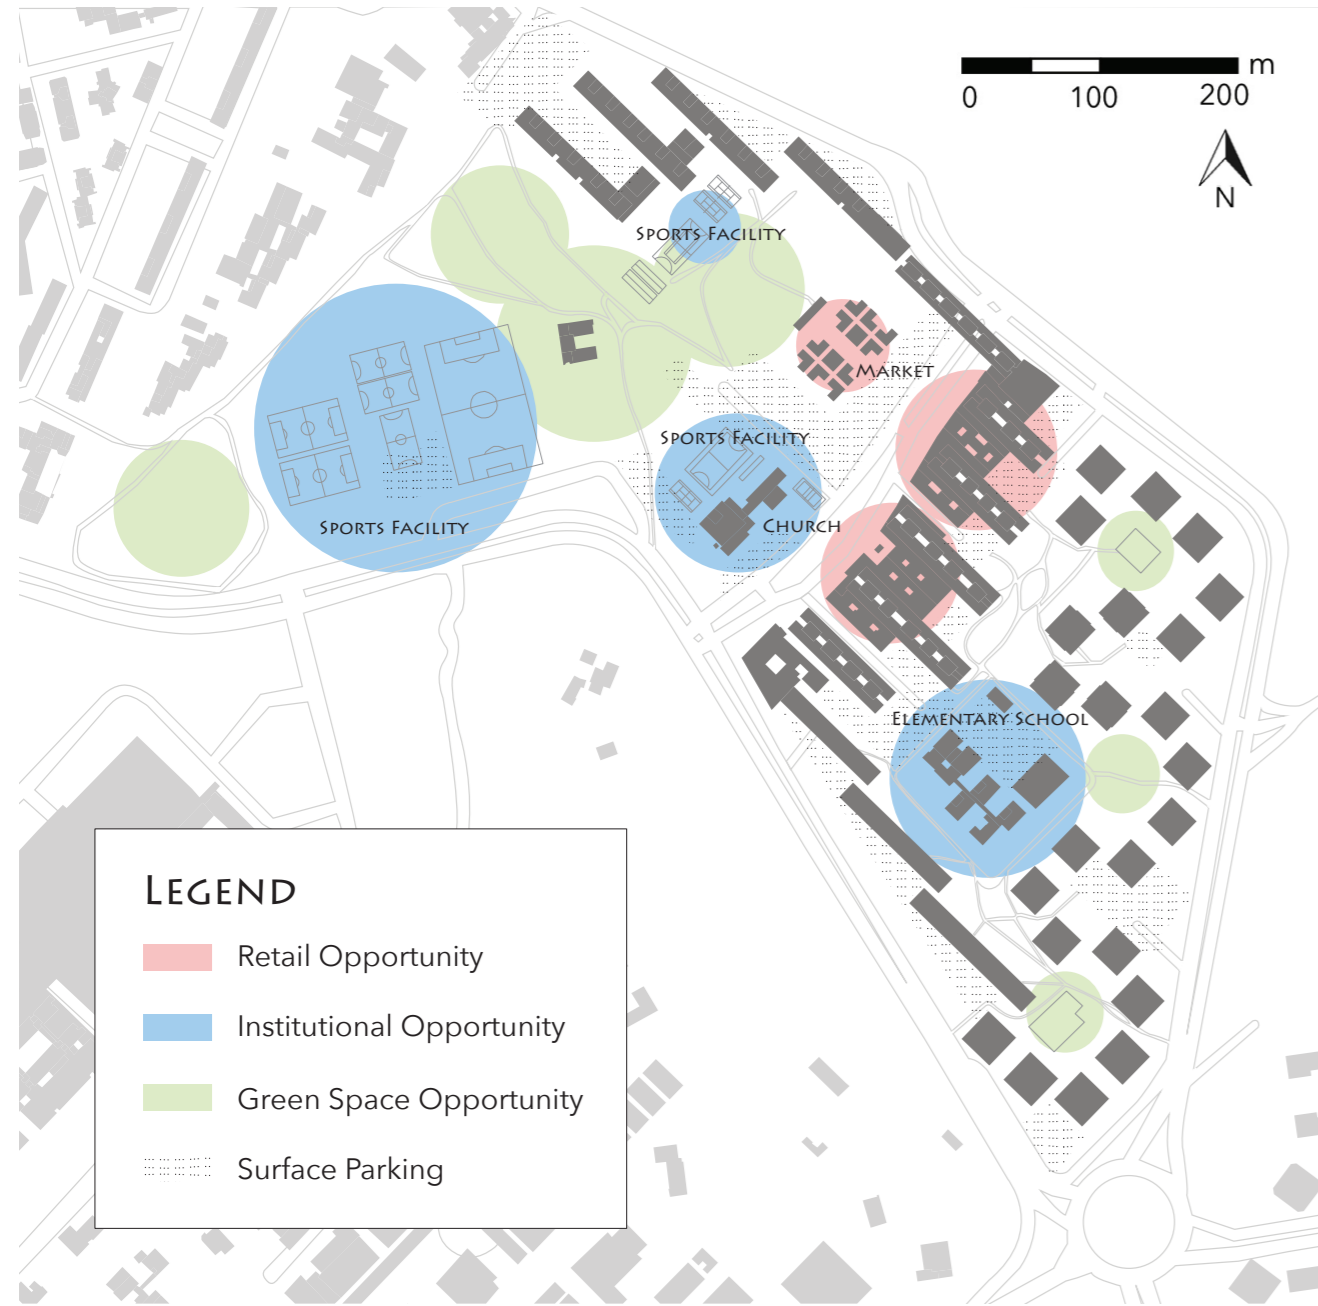 m
0 100 200
N
Sports Facility
Market
Sports Facility
Church
Sports Facility
Elementary School
Legend
Retail Opportunity
Institutional Opportunity
Green Space Opportunity
Surface Parking